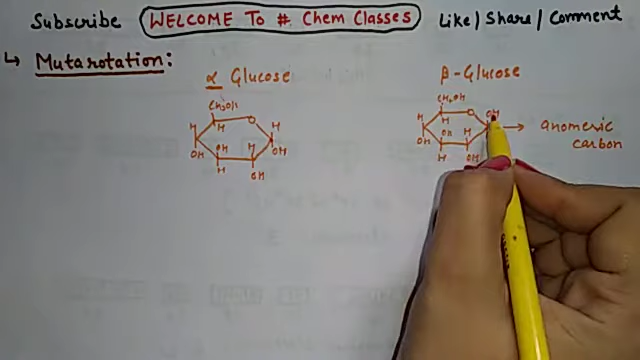 Subscribe WELCOME To # Chem Classes Like/Share/Comment
↳ Mutarotation:
α Glucose
β-Glucose
CH₂OH
O
H
H
H
OH
OH
H
OH
H
CH₂OH
O
OH
H
H
OH
OH
H
H
OH
→ anomeric
carbon